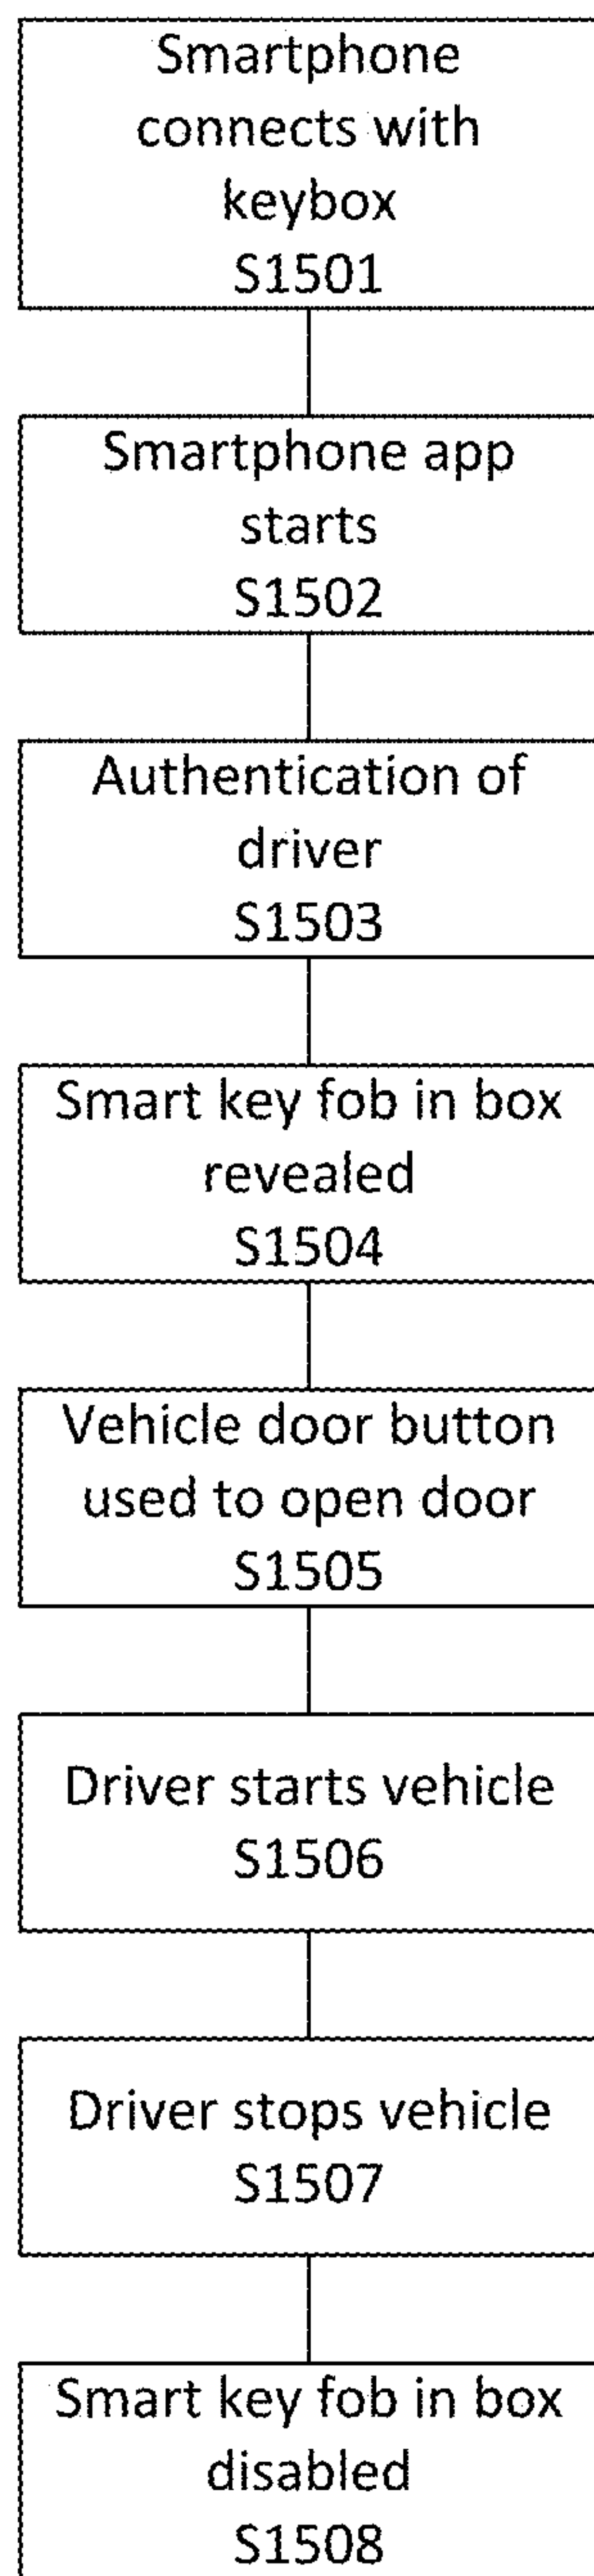 Smartphone
connects with
keybox
S1501
Smartphone app
starts
S1502
Authentication of
driver
S1503
Smart key fob in box
revealed
S1504
Vehicle door button
used to open door
S1505
Driver starts vehicle
S1506
Driver stops vehicle
S1507
Smart key fob in box
disabled
S1508